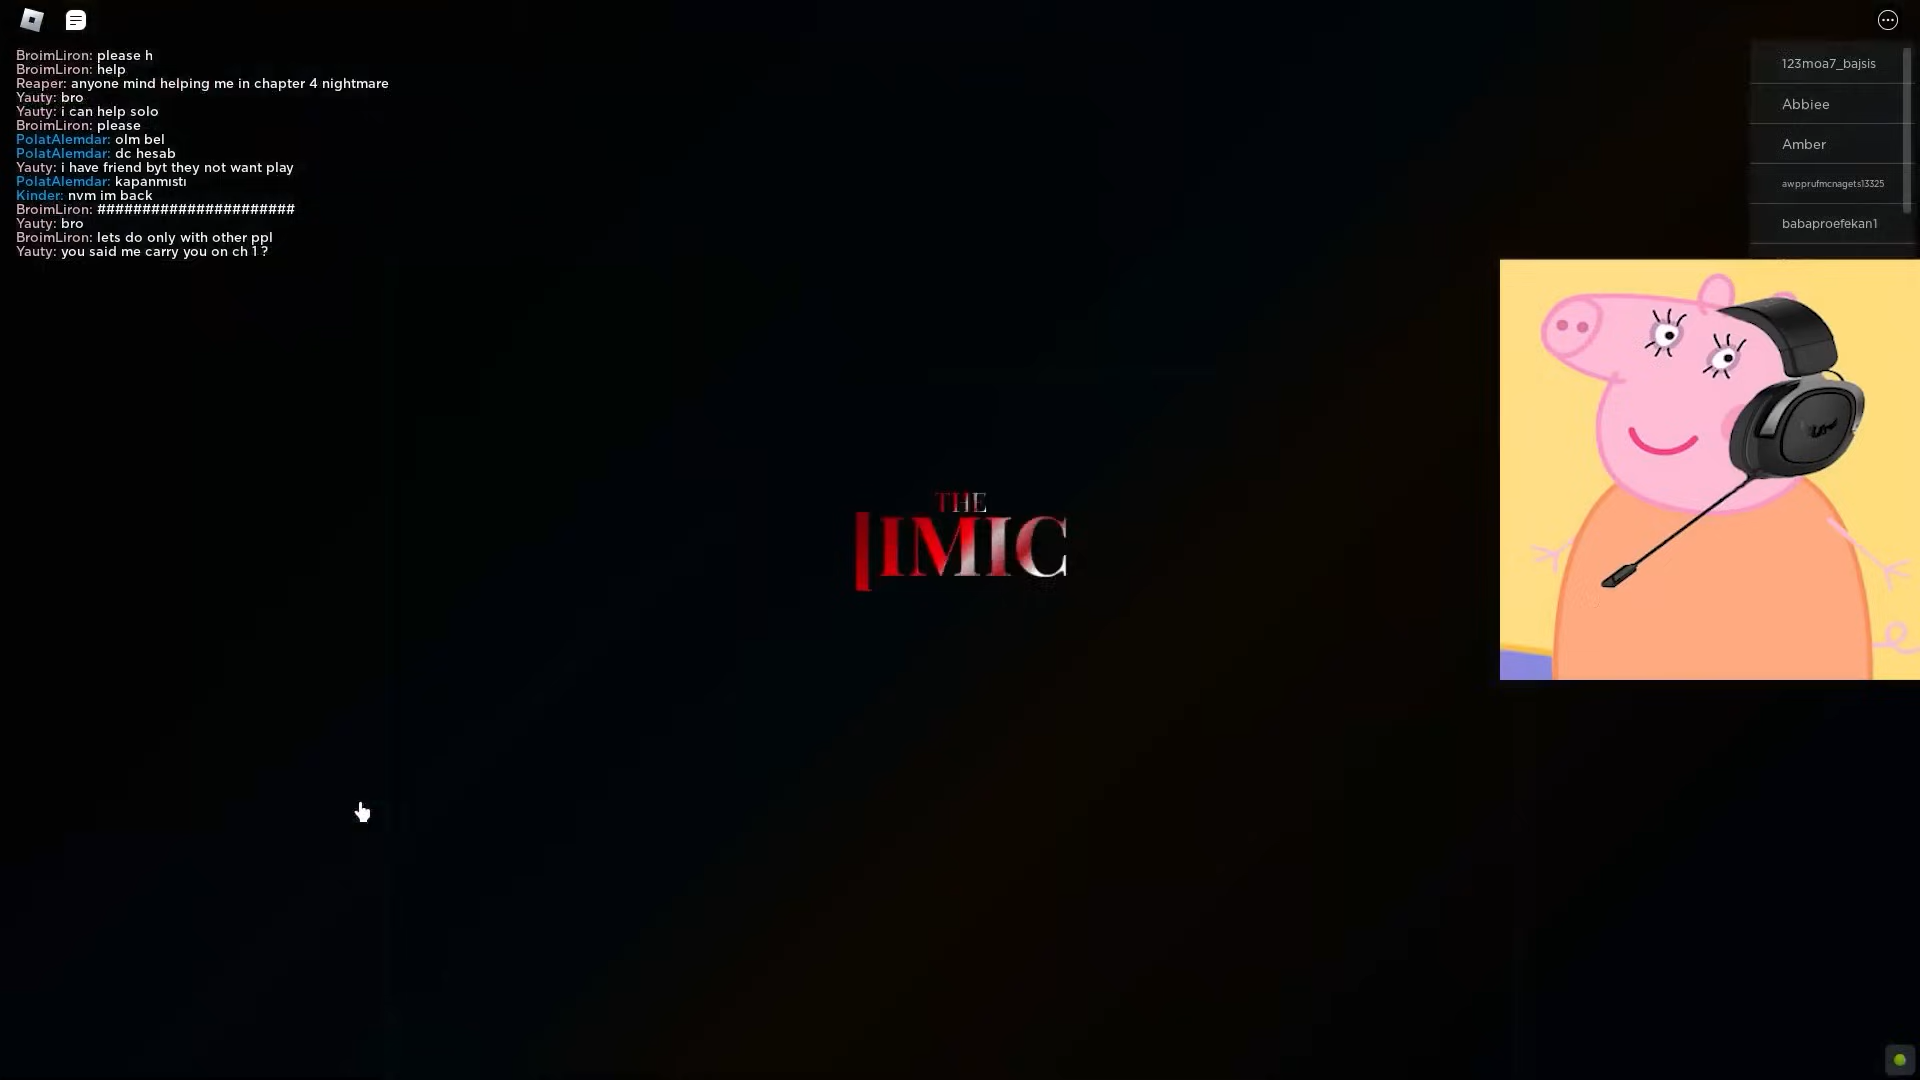 BroimLiron: please h
BroimLiron: help
Reaper: anyone mind helping me in chapter 4 nightmare
Yauty: bro
Yauty: i can help solo
BroimLiron: please
PolatAlemdar: olm bel
PolatAlemdar: dc hesab
Yauty: i have friend byt they not want play
PolatAlemdar: kapanmıstı
Kinder: nvm im back
BroimLiron: ######################
Yauty: bro
BroimLiron: lets do only with other ppl
Yauty: you said me carry you on ch 1 ?
123moa7_bajsis
Abbiee
Amber
awpprufmcnagets13325
babaproefekan1
THE
IMIC